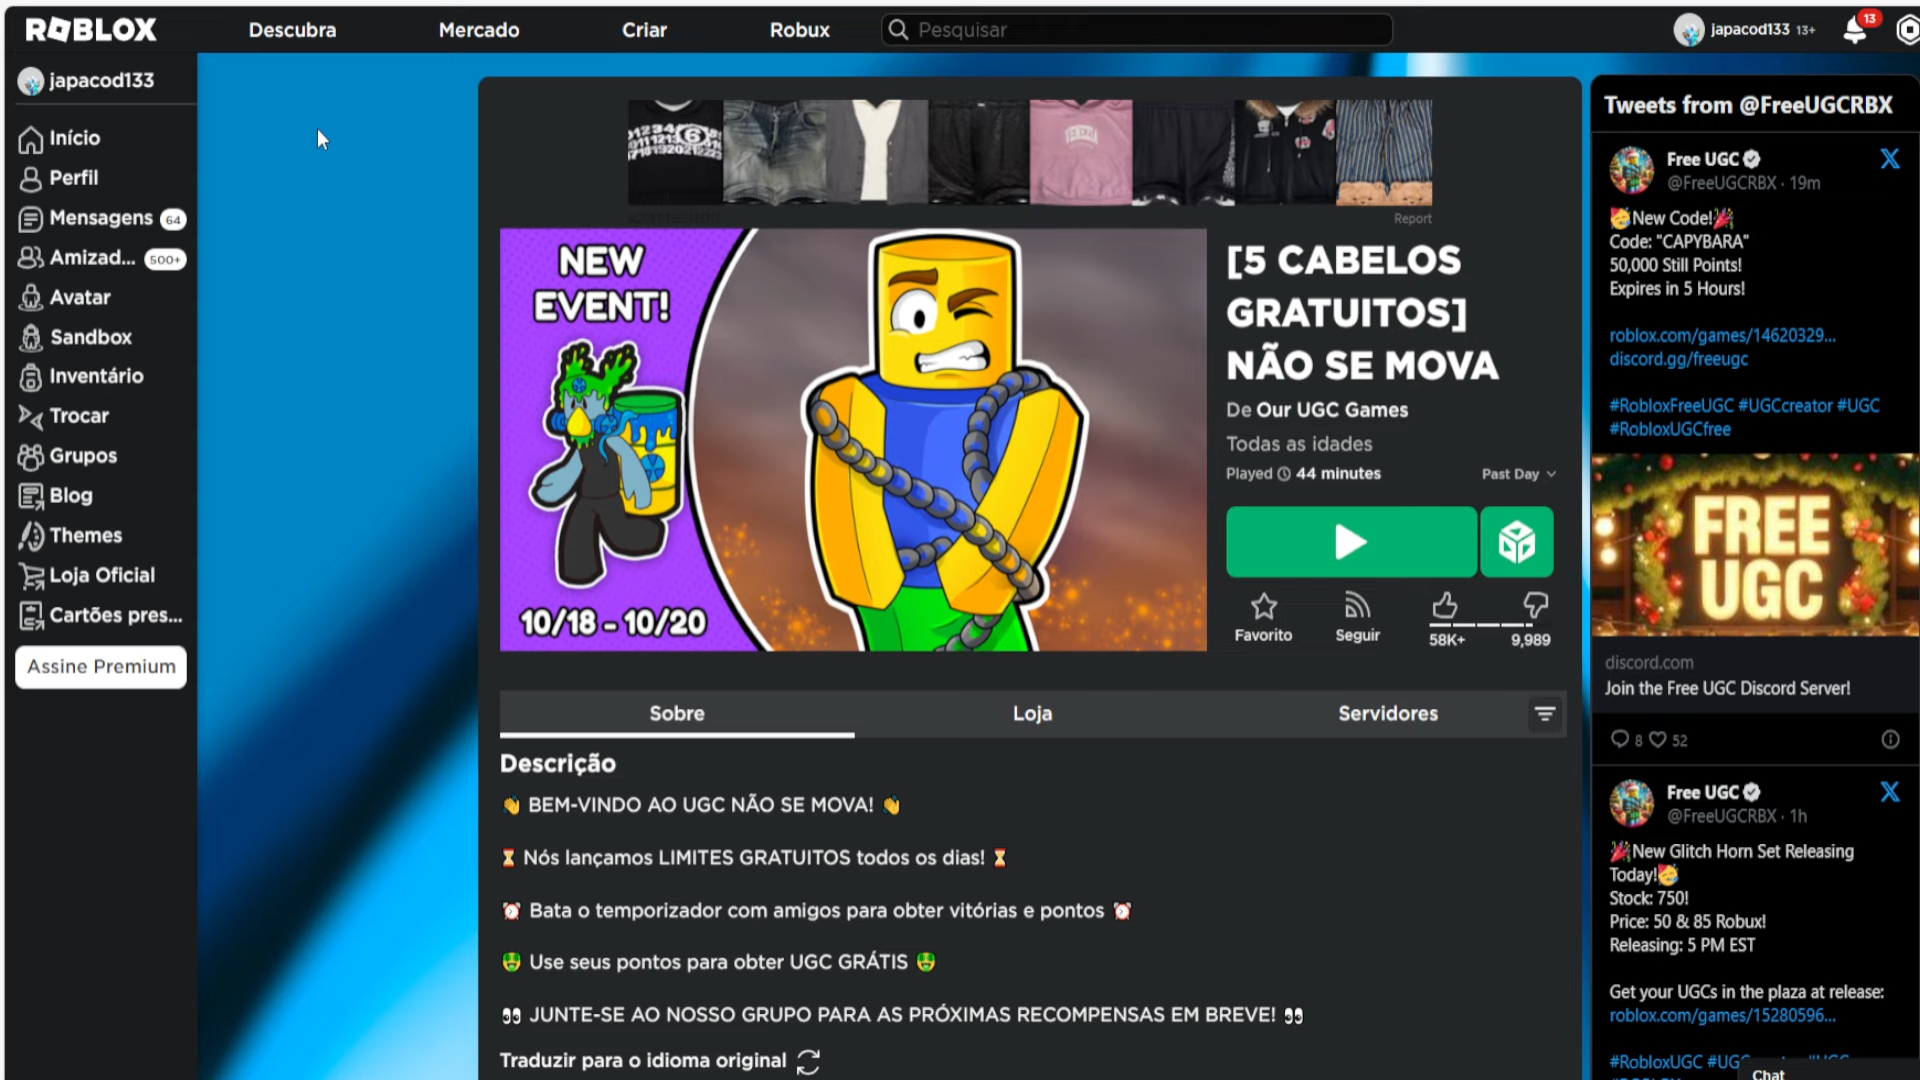 ROBLOX
Descubra
Mercado
Criar
Robux
Pesquisar
japacod133 13+
13
japacod133
Início
Perfil
Mensagens 64
Amizad... 500+
Avatar
Sandbox
Inventário
Trocar
Grupos
Blog
Themes
Loja Oficial
Cartões pres...
Assine Premium
Report
NEW
EVENT!
10/18 - 10/20
[5 CABELOS
GRATUITOS]
NÃO SE MOVA
De Our UGC Games
Todas as idades
Played 44 minutes
Past Day
Favorito
Seguir
58K+
9,989
Sobre
Loja
Servidores
Descrição
👏 BEM-VINDO AO UGC NÃO SE MOVA! 👏
⌛ Nós lançamos LIMITES GRATUITOS todos os dias! ⌛
⏰ Bata o temporizador com amigos para obter vitórias e pontos ⏰
🤑 Use seus pontos para obter UGC GRÁTIS 🤑
👀 JUNTE-SE AO NOSSO GRUPO PARA AS PRÓXIMAS RECOMPENSAS EM BREVE! 👀
Traduzir para o idioma original
Tweets from @FreeUGCRBX
Free UGC
@FreeUGCRBX · 19m
🥳New Code!🎉
Code: "CAPYBARA"
50,000 Still Points!
Expires in 5 Hours!
roblox.com/games/14620329...
discord.gg/freeugc
#RobloxFreeUGC #UGCcreator #UGC
#RobloxUGCfree
FREE
UGC
discord.com
Join the Free UGC Discord Server!
8 52
Free UGC
@FreeUGCRBX · 1h
🎉New Glitch Horn Set Releasing
Today!🥳
Stock: 750!
Price: 50 & 85 Robux!
Releasing: 5 PM EST
Get your UGCs in the plaza at release:
roblox.com/games/15280596...
#RobloxUGC
Chat